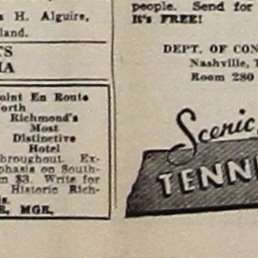 s H. Alguire,
land.
TS
IA
oint En Route
orth
Richmond's
Most
Distinctive
Hotel
hroughout. Ex-
phasis on South-
n $3. Write for
Historic Rich-
s.
R, MGR.
people. Send for
IT'S FREE!
DEPT. OF CON
Nashville, T
Room 280
Scenic
TENN